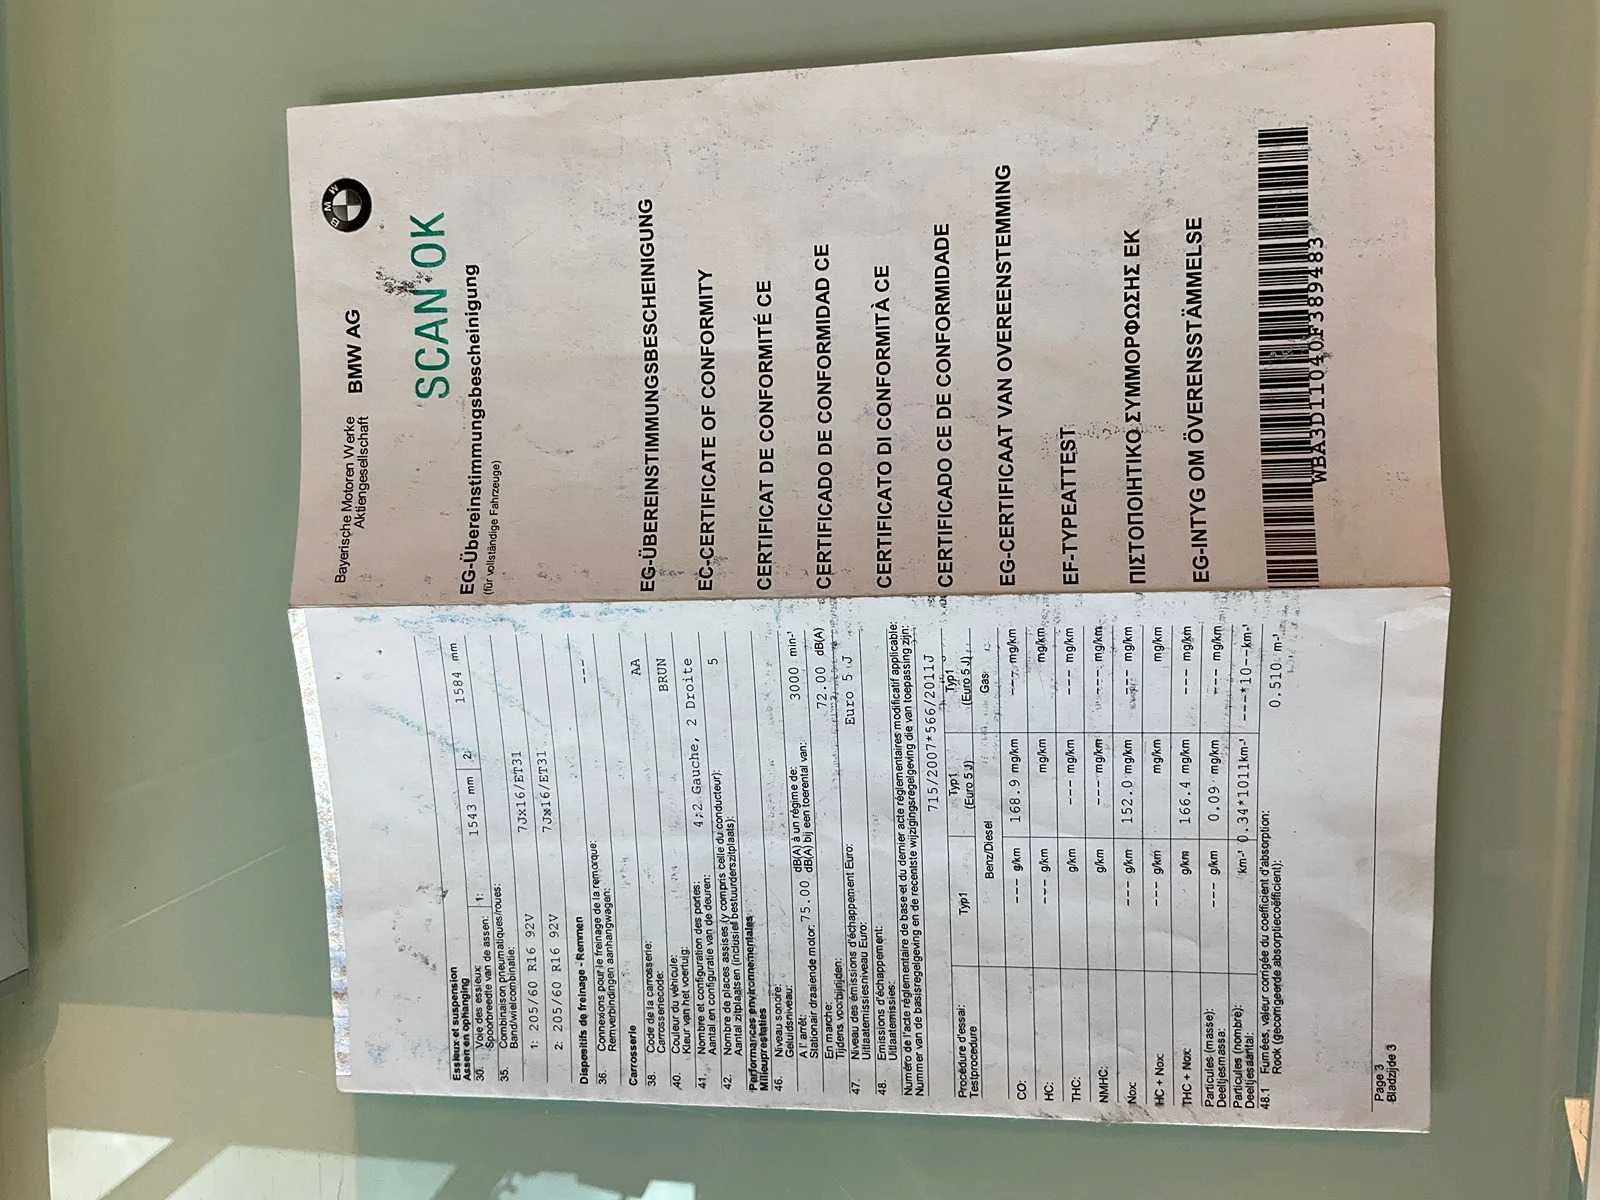 BMW
Bayerische Motoren Werke
Aktiengesellschaft
BMW AG
SCAN OK
EG-Übereinstimmungsbescheinigung
(für vollständige Fahrzeuge)
EG-ÜBEREINSTIMMUNGSBESCHEINIGUNG
EC-CERTIFICATE OF CONFORMITY
CERTIFICAT DE CONFORMITÉ CE
CERTIFICADO DE CONFORMIDAD CE
CERTIFICATO DI CONFORMITÀ CE
CERTIFICADO CE DE CONFORMIDADE
EG-CERTIFICAAT VAN OVEREENSTEMMING
EF-TYPEATTEST
ΠΙΣΤΟΠΟΙΗΤΙΚΟ ΣΥΜΜΟΡΦΩΣΗΣ ΕΚ
EG-INTYG OM ÖVERENSSTÄMMELSE
WBA3D11040F389483
Essieux et suspension
Assen en ophanging
30. Voie des essieux: 1: 1543 mm 2: 1584 mm
Spoorbreedte van de assen:
35. Combinaison pneumatiques/roues:
Band/wielcombinatie:
1: 205/60 R16 92V 7Jx16/ET31
2: 205/60 R16 92V 7Jx16/ET31
Dispositifs de freinage - Remmen
36. Connexions pour le freinage de la remorque: ---
Remverbindingen aanhangwagen:
Carrosserie
38. Code de la carrosserie: AA
Carrosseriecode:
40. Couleur du véhicule: BRUN
Kleur van het voertuig:
41. Nombre et configuration des portes: 4;2 Gauche, 2 Droite
Aantal en configuratie van de deuren:
42. Nombre de places assises (y compris celle du conducteur): 5
Aantal zitplaatsen (inclusief bestuurderszitplaats):
Performances environnementales
Milieuprestaties
46. Niveau sonore:
Geluidsniveau:
A l'arrêt: 75.00 dB(A) à un régime de: 3000 min-¹
Stationair draaiende motor: dB(A) bij een toerental van:
En marche: 72.00 dB(A)
Tijdens voorbijrijden:
47. Niveau des émissions d'échappement Euro: Euro 5 J
Uitlaatemissiesniveau Euro:
48. Emissions d'échappement:
Uitlaatemissies:
Numéro de l'acte réglementaire de base et du dernier acte réglementaires modificatif applicable:
Nummer van de basisregelgeving en de recentste wijzigingsregelgeving die van toepassing zijn:
715/2007*566/2011J
Procédure d'essai: Typ1 Typ1 Typ1
Testprocedure (Euro 5 J) (Euro 5 J)
Benz/Diesel Gas
CO: --- g/km 168.9 mg/km --- mg/km
HC: --- g/km mg/km mg/km
THC: g/km --- mg/km --- mg/km
NMHC: g/km --- mg/km --- mg/km
Nox: --- g/km 152.0 mg/km --- mg/km
HC + Nox: --- g/km mg/km mg/km
THC + Nox: g/km 166.4 mg/km --- mg/km
Particules (masse): --- g/km 0.09 mg/km --- mg/km
Deeltjesmassa:
Particules (nombre): km-¹ 0.34*1011km-¹ ---*10--km-¹
Deeltjesaantal:
48.1 Fumées, valeur corrigée du coefficient d'absorption: 0.510 m-¹
Rook (gecorrigeerde absorptiecoëfficient):
Page 3
Bladzijde 3